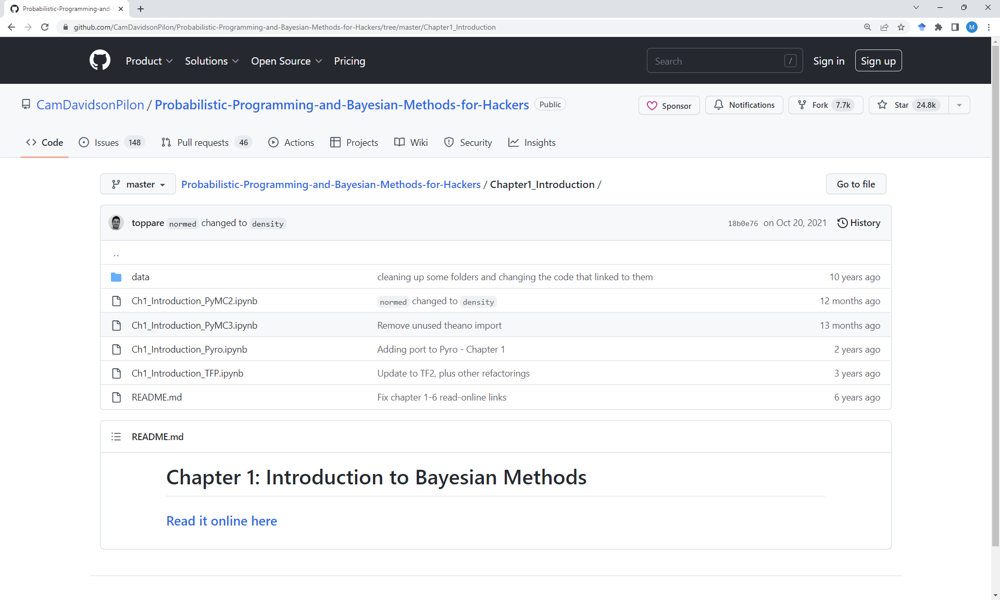 Probabilistic-Programming-and-
github.com/CamDavidsonPilon/Probabilistic-Programming-and-Bayesian-Methods-for-Hackers/tree/master/Chapter1_Introduction
M
Product Solutions Open Source Pricing Search / Sign in Sign up
CamDavidsonPilon / Probabilistic-Programming-and-Bayesian-Methods-for-Hackers Public Sponsor Notifications Fork 7.7k Star 24.8k
Code Issues 148 Pull requests 46 Actions Projects Wiki Security Insights
master Probabilistic-Programming-and-Bayesian-Methods-for-Hackers / Chapter1_Introduction / Go to file
toppare normed changed to density 18b0e76 on Oct 20, 2021 History
..
data cleaning up some folders and changing the code that linked to them 10 years ago
Ch1_Introduction_PyMC2.ipynb normed changed to density 12 months ago
Ch1_Introduction_PyMC3.ipynb Remove unused theano import 13 months ago
Ch1_Introduction_Pyro.ipynb Adding port to Pyro - Chapter 1 2 years ago
Ch1_Introduction_TFP.ipynb Update to TF2, plus other refactorings 3 years ago
README.md Fix chapter 1-6 read-online links 6 years ago
README.md
Chapter 1: Introduction to Bayesian Methods
Read it online here